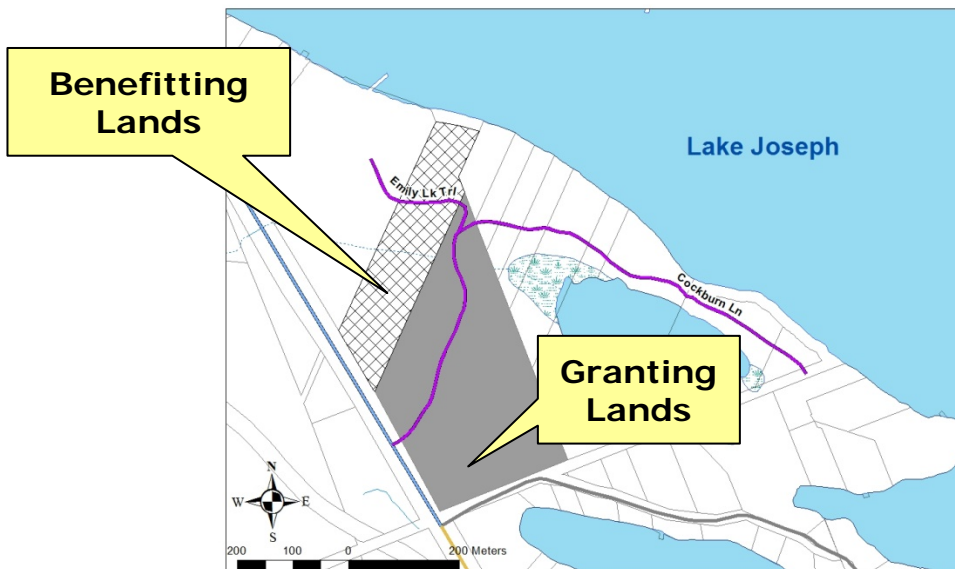 Benefitting
Lands
Lake Joseph
Emily Lk Trl
Cockburn Ln
Granting
Lands
N
W E
S
200 100 0 200 Meters